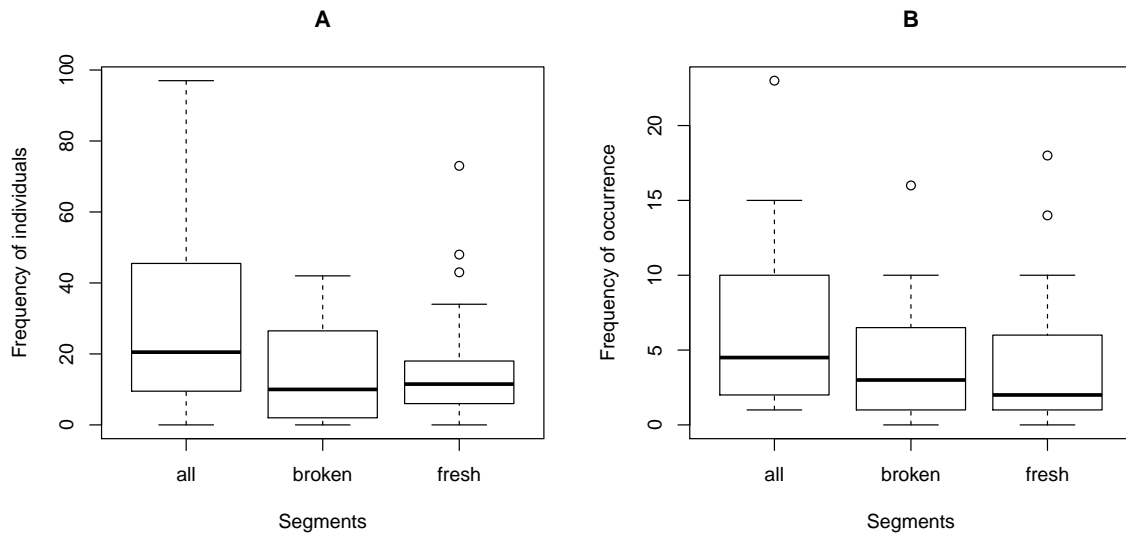 A
Frequency of individuals
100
80
60
40
20
0
all broken fresh
Segments
B
Frequency of occurrence
20
15
10
5
0
all broken fresh
Segments